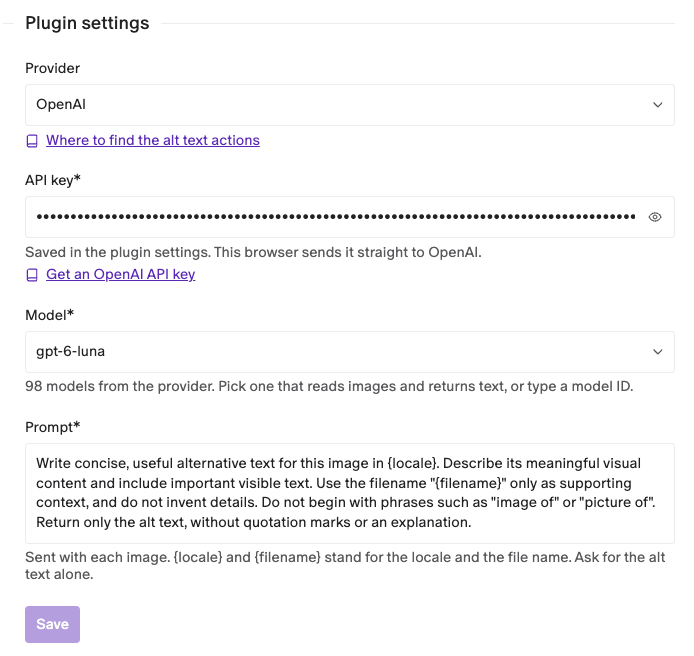 Plugin settings
Provider
OpenAI
Where to find the alt text actions
API key*
••••••••••••••••••••••••••••••••••••••••••••••••••••••••••••••••••••••••••••••••••••••
Saved in the plugin settings. This browser sends it straight to OpenAI.
Get an OpenAI API key
Model*
gpt-6-luna
98 models from the provider. Pick one that reads images and returns text, or type a model ID.
Prompt*
Write concise, useful alternative text for this image in {locale}. Describe its meaningful visual
content and include important visible text. Use the filename "{filename}" only as supporting
context, and do not invent details. Do not begin with phrases such as "image of" or "picture of".
Return only the alt text, without quotation marks or an explanation.
Sent with each image. {locale} and {filename} stand for the locale and the file name. Ask for the alt
text alone.
Save